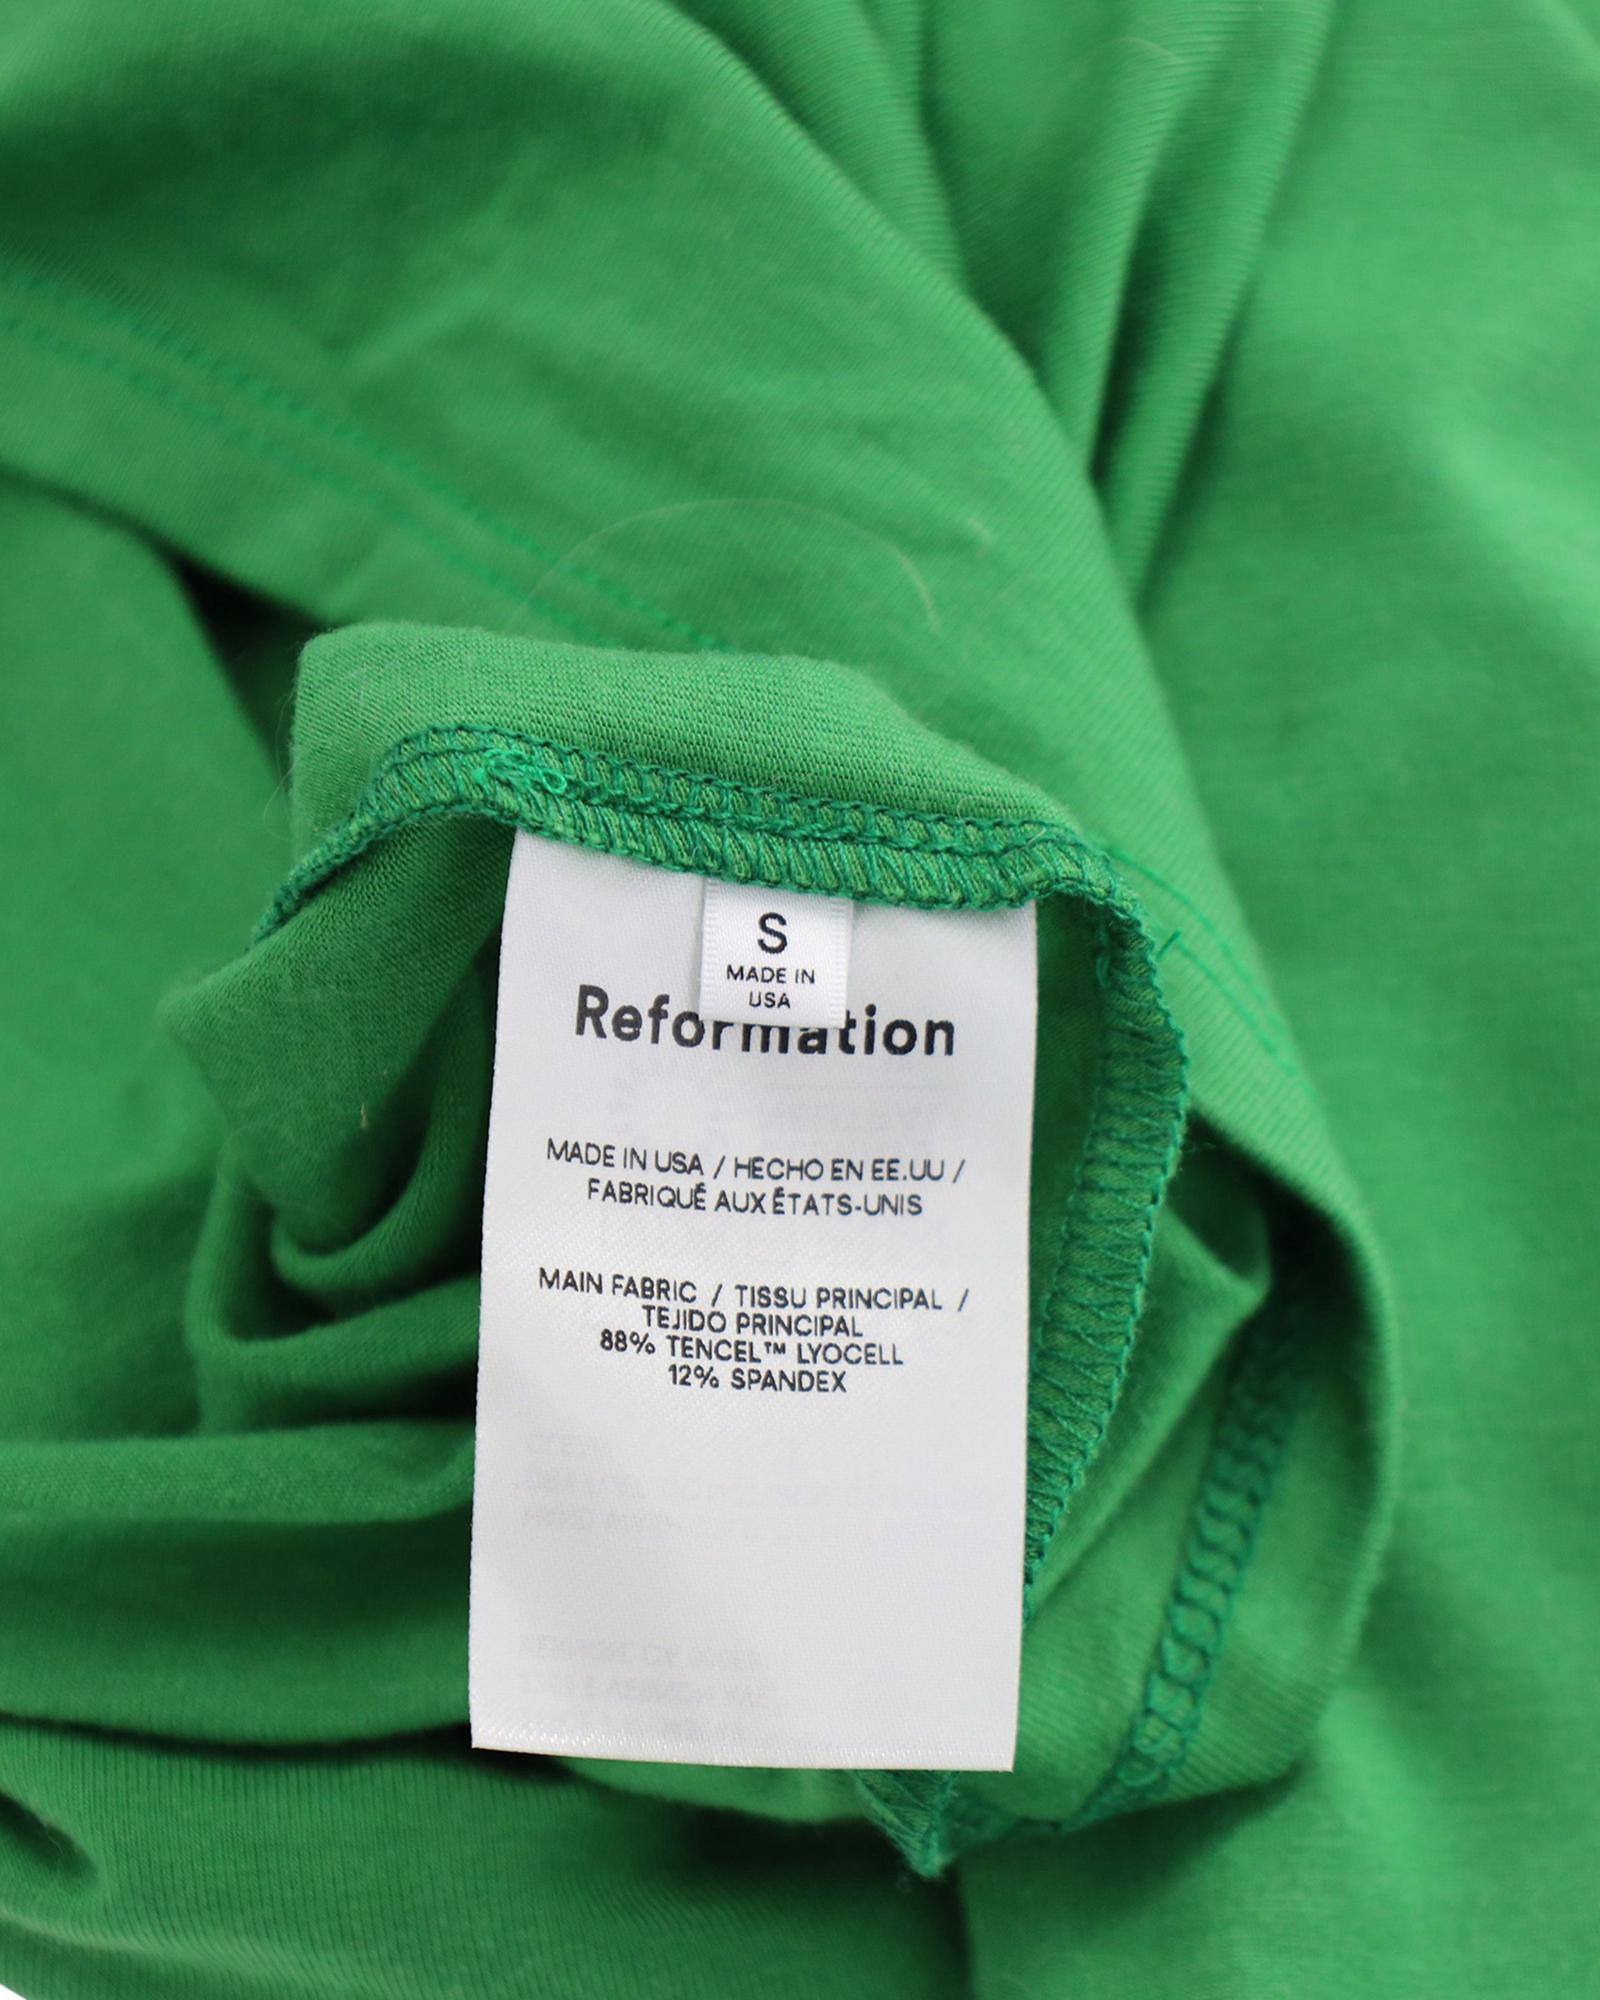 S
MADE IN
USA
Reformation
MADE IN USA / HECHO EN EE.UU /
FABRIQUÉ AUX ÉTATS-UNIS
MAIN FABRIC / TISSU PRINCIPAL /
TEJIDO PRINCIPAL
88% TENCEL™ LYOCELL
12% SPANDEX